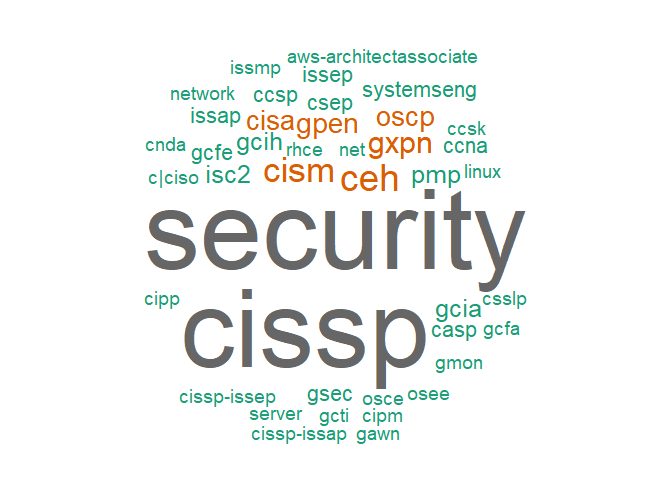 aws-architectassociate
issmp issep
network ccsp csep systemseng
issap cisa gpen oscp
cnda gcfe gcih rhce net gxpn ccsk ccna
c|ciso isc2 cism ceh pmp linux
security
cipp cissp gcia csslp
casp gcfa
gmon
cissp-issep gsec osce osee
server gcti cipm
cissp-issap gawn